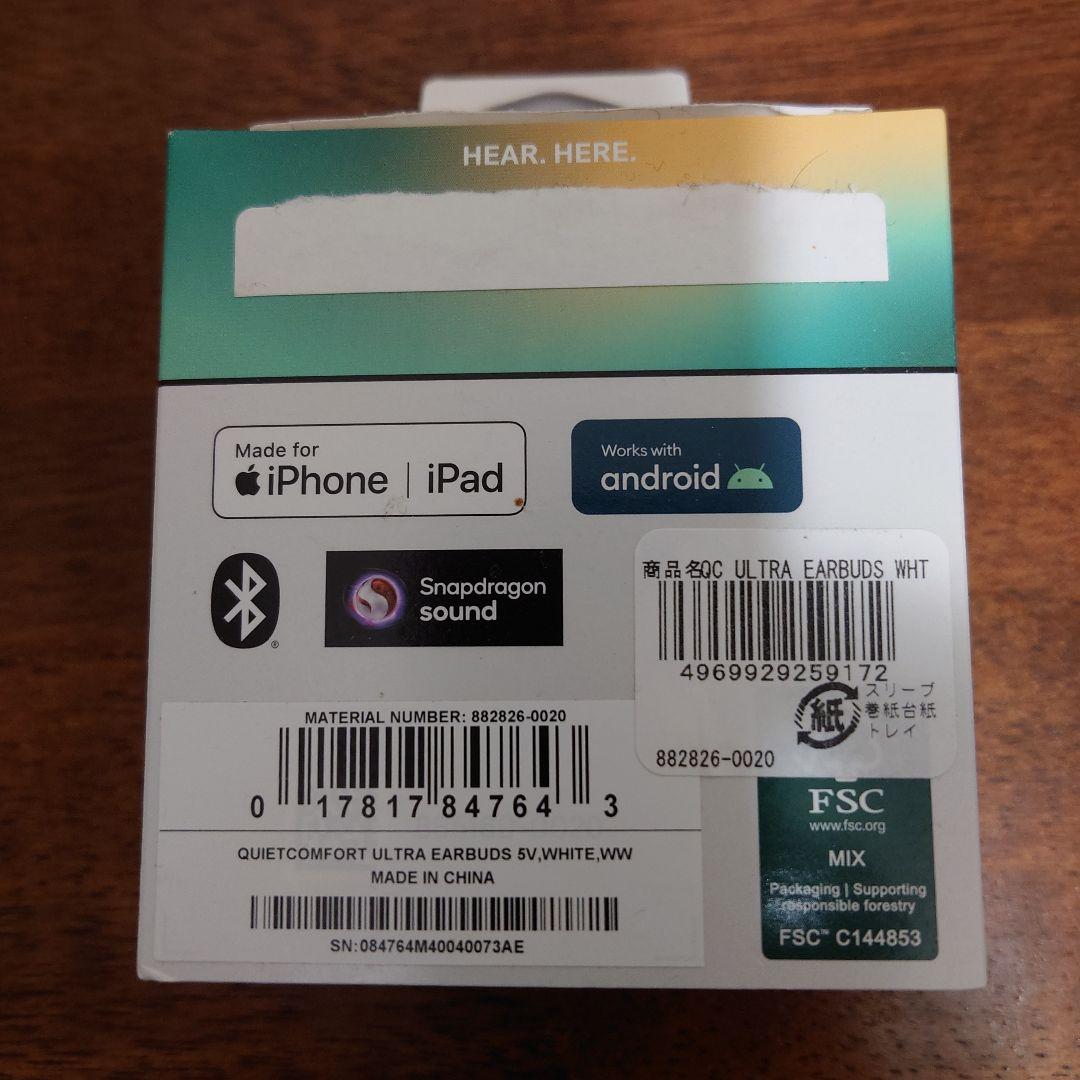 HEAR. HERE.
Made for
iPhone | iPad
Works with
android
Snapdragon
sound
商品名QC ULTRA EARBUDS WHT
4969929259172
紙
スリーブ
巻紙台紙
トレイ
882826-0020
MATERIAL NUMBER: 882826-0020
0 17817 84764 3
QUIETCOMFORT ULTRA EARBUDS 5V,WHITE,WW
MADE IN CHINA
SN:084764M40040073AE
FSC
www.fsc.org
MIX
Packaging | Supporting
responsible forestry
FSC™ C144853